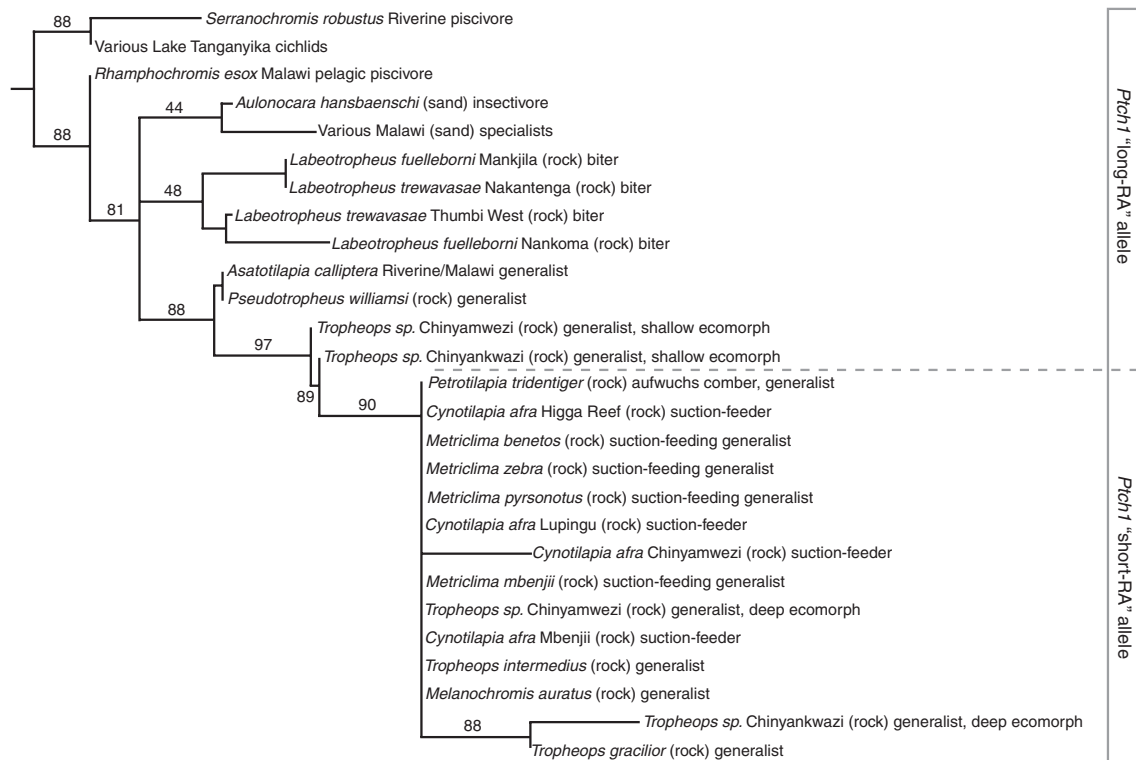 88
Serranochromis robustus Riverine piscivore
Various Lake Tanganyika cichlids
Rhamphochromis esox Malawi pelagic piscivore
44
Aulonocara hansbaenschi (sand) insectivore
88
Various Malawi (sand) specialists
Labeotropheus fuelleborni Mankjila (rock) biter
48
Labeotropheus trewavasae Nakantenga (rock) biter
81
Labeotropheus trewavasae Thumbi West (rock) biter
Labeotropheus fuelleborni Nankoma (rock) biter
Asatotilapia calliptera Riverine/Malawi generalist
88
Pseudotropheus williamsi (rock) generalist
Tropheops sp. Chinyamwezi (rock) generalist, shallow ecomorph
97
Tropheops sp. Chinyankwazi (rock) generalist, shallow ecomorph
Petrotilapia tridentiger (rock) aufwuchs comber, generalist
89
90
Cynotilapia afra Higga Reef (rock) suction-feeder
Metriclima benetos (rock) suction-feeding generalist
Metriclima zebra (rock) suction-feeding generalist
Metriclima pyrsonotus (rock) suction-feeding generalist
Cynotilapia afra Lupingu (rock) suction-feeder
Cynotilapia afra Chinyamwezi (rock) suction-feeder
Metriclima mbenjii (rock) suction-feeding generalist
Tropheops sp. Chinyamwezi (rock) generalist, deep ecomorph
Cynotilapia afra Mbenjii (rock) suction-feeder
Tropheops intermedius (rock) generalist
Melanochromis auratus (rock) generalist
88
Tropheops sp. Chinyankwazi (rock) generalist, deep ecomorph
Tropheops gracilior (rock) generalist
Ptch1 “long-RA” allele
Ptch1 “short-RA” allele